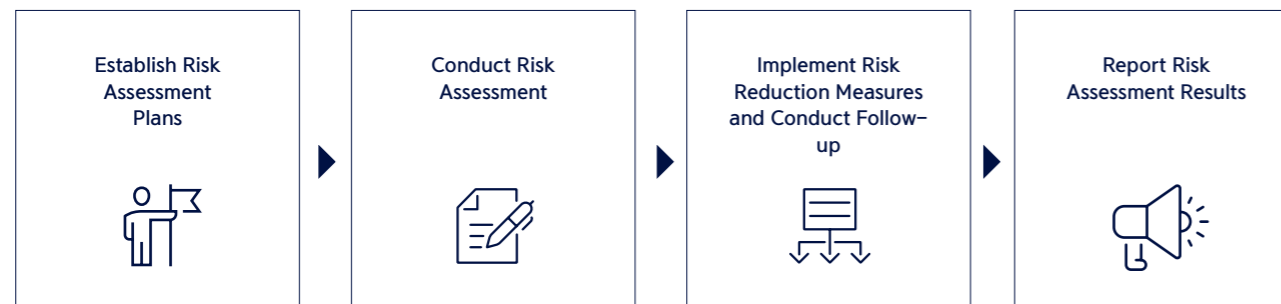 Establish Risk
Assessment
Plans
Conduct Risk
Assessment
Implement Risk
Reduction Measures
and Conduct Follow-
up
Report Risk
Assessment Results